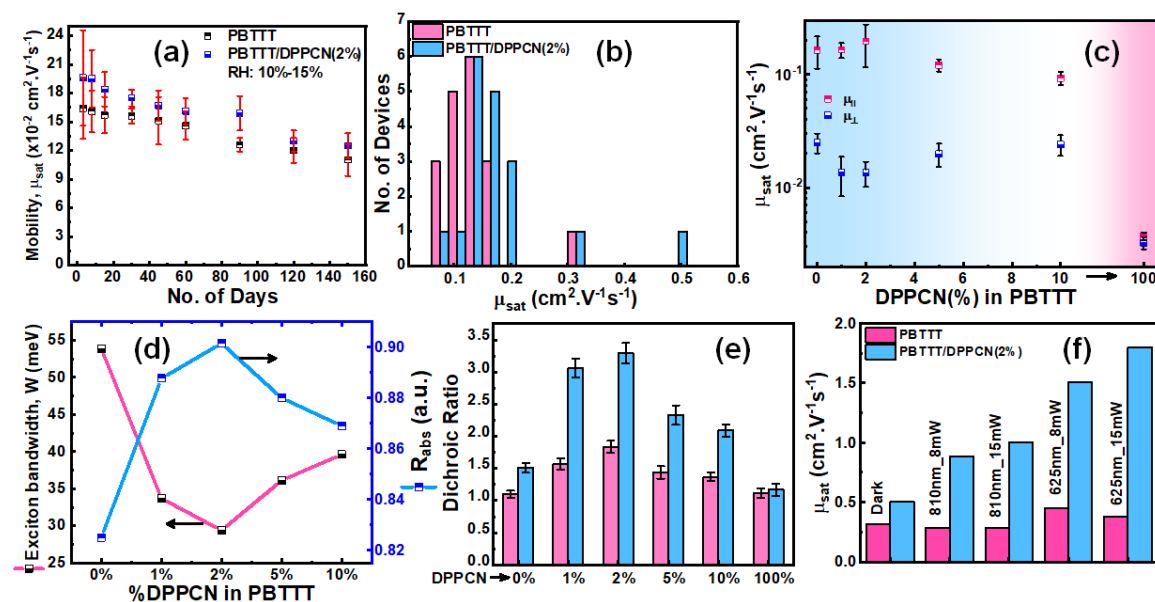 (a)
PBTTT
PBTTT/DPPCN(2%)
RH: 10%-15%
Mobility, μsat (x10⁻² cm².V⁻¹s⁻¹)
24
21
18
15
12
9
6
3
0
0 20 40 60 80 100 120 140 160
No. of Days
(b)
PBTTT
PBTTT/DPPCN(2%)
No. of Devices
7
6
5
4
3
2
1
0
0.1 0.2 0.3 0.4 0.5 0.6
μsat (cm².V⁻¹s⁻¹)
(c)
μ||
μ⊥
μsat (cm².V⁻¹s⁻¹)
10⁻¹
10⁻²
0 2 4 6 8 10 100
DPPCN(%) in PBTTT
(d)
Exciton bandwidth, W (meV)
55
50
45
40
35
30
25
0.90
0.88
0.86
0.84
0.82
Rabs (a.u.)
0% 1% 2% 5% 10%
%DPPCN in PBTTT
(e)
Dichroic Ratio
3.5
3.0
2.5
2.0
1.5
1.0
0.5
0.0
DPPCN 0% 1% 2% 5% 10% 100%
(f)
PBTTT
PBTTT/DPPCN(2%)
μsat (cm².V⁻¹s⁻¹)
2.0
1.5
1.0
0.5
0.0
Dark
810nm_8mW
810nm_15mW
625nm_8mW
625nm_15mW